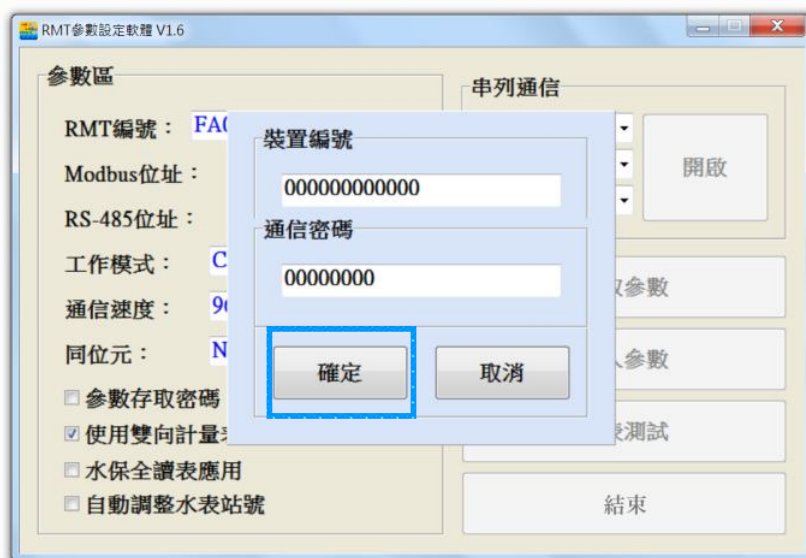 RMT參數設定軟體 V1.6
參數區
RMT編號： FA0
Modbus位址：
RS-485位址：
工作模式： C
通信速度： 9
同位元： N
參數存取密碼
使用雙向計量
水保全讀表應用
自動調整水表站號
裝置編號
000000000000
通信密碼
00000000
確定
取消
串列通信
開啟
參數
參數
測試
結束